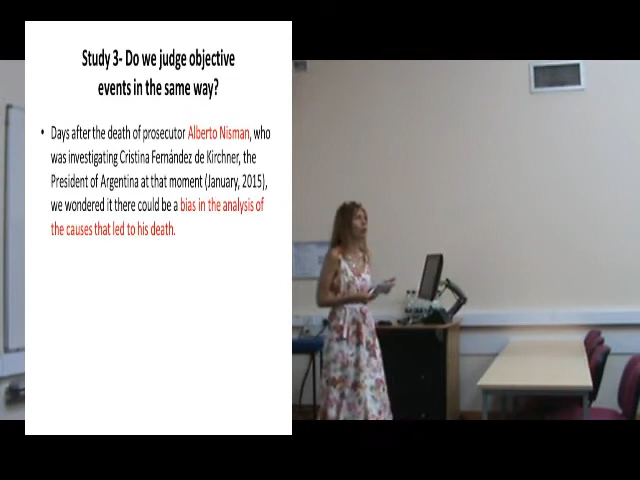 Study 3- Do we judge objective
events in the same way?
• Days after the death of prosecutor Alberto Nisman, who
was investigating Cristina Fernández de Kirchner, the
President of Argentina at that moment (January, 2015),
we wondered it there could be a bias in the analysis of
the causes that led to his death.